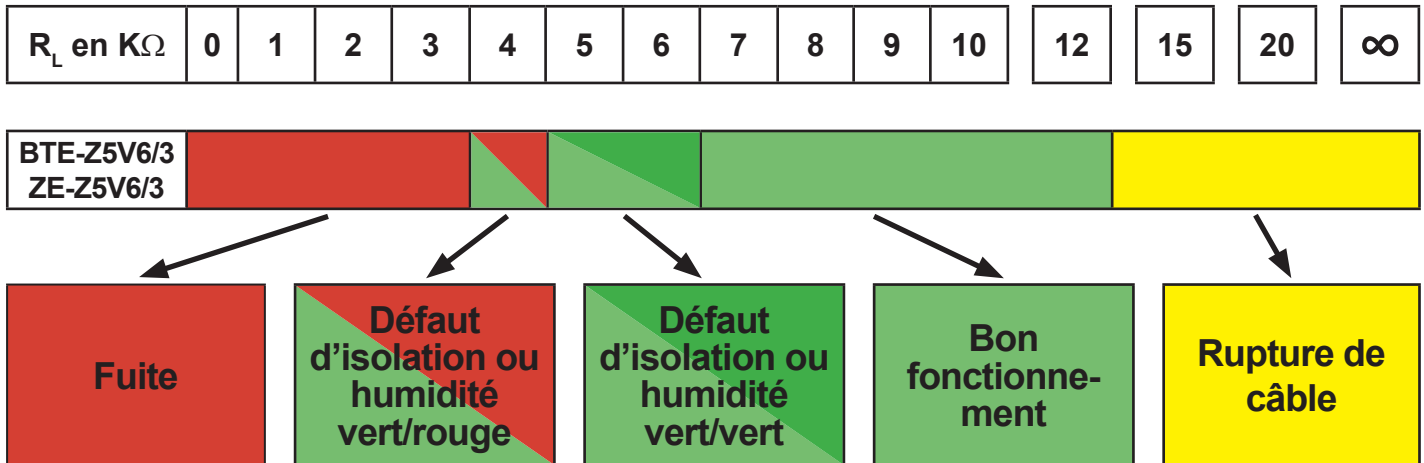 R_L en KΩ 0 1 2 3 4 5 6 7 8 9 10 12 15 20 ∞
BTE-Z5V6/3
ZE-Z5V6/3
Fuite
Défaut
d'isolation ou
humidité
vert/rouge
Défaut
d'isolation ou
humidité
vert/vert
Bon
fonctionne-
ment
Rupture de
câble